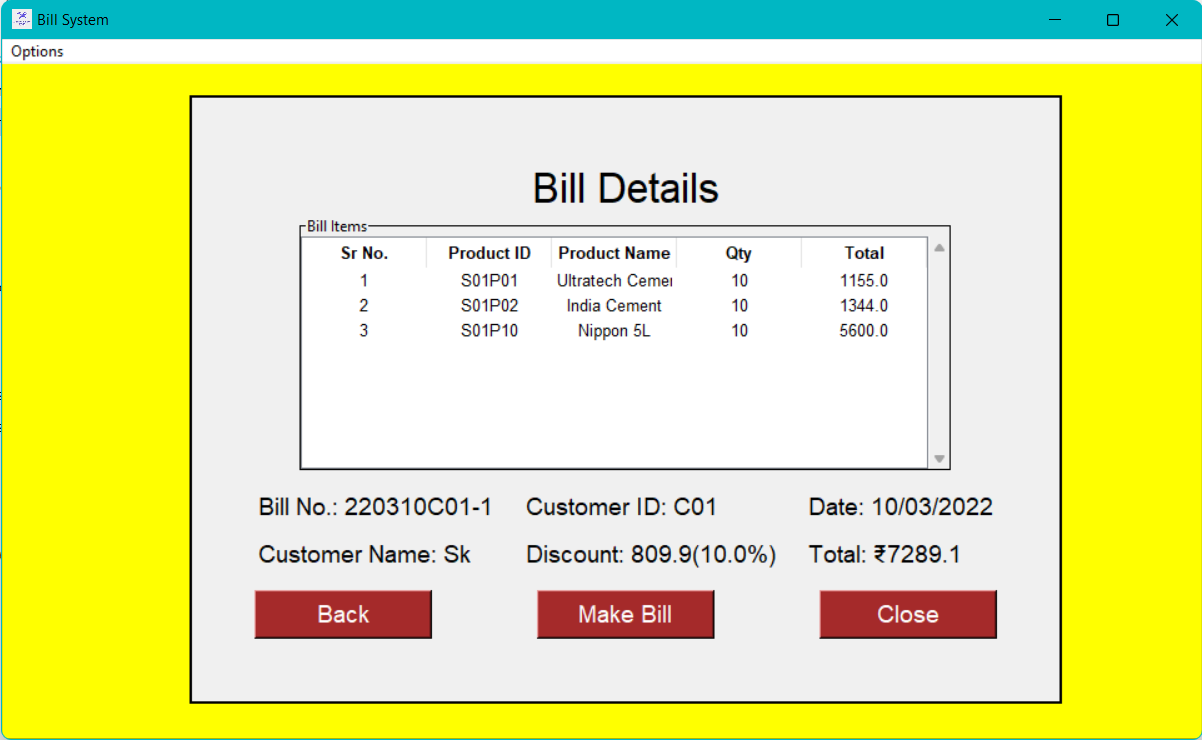 Bill System
Options
Bill Details
Bill Items
Sr No. Product ID Product Name Qty Total
1 S01P01 Ultratech Cemer 10 1155.0
2 S01P02 India Cement 10 1344.0
3 S01P10 Nippon 5L 10 5600.0
Bill No.: 220310C01-1 Customer ID: C01 Date: 10/03/2022
Customer Name: Sk Discount: 809.9(10.0%) Total: ₹7289.1
Back Make Bill Close